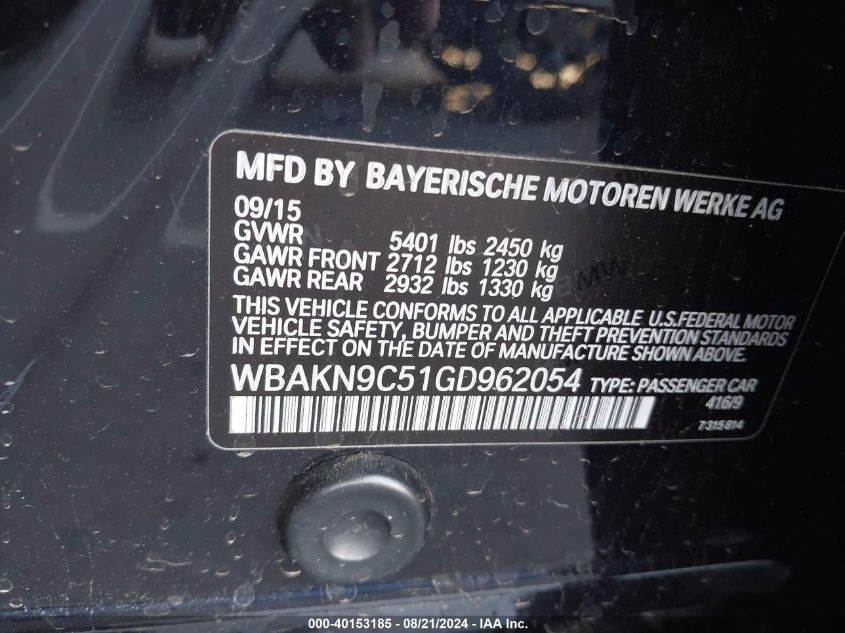 MFD BY BAYERISCHE MOTOREN WERKE AG
09/15
GVWR 5401 lbs 2450 kg
GAWR FRONT 2712 lbs 1230 kg
GAWR REAR 2932 lbs 1330 kg
BMW
THIS VEHICLE CONFORMS TO ALL APPLICABLE U.S.FEDERAL MOTOR
VEHICLE SAFETY, BUMPER AND THEFT PREVENTION STANDARDS
IN EFFECT ON THE DATE OF MANUFACTURE SHOWN ABOVE.
WBAKN9C51GD962054 TYPE: PASSENGER CAR
416/9
7315814
000-40153185 - 08/21/2024 - IAA Inc.